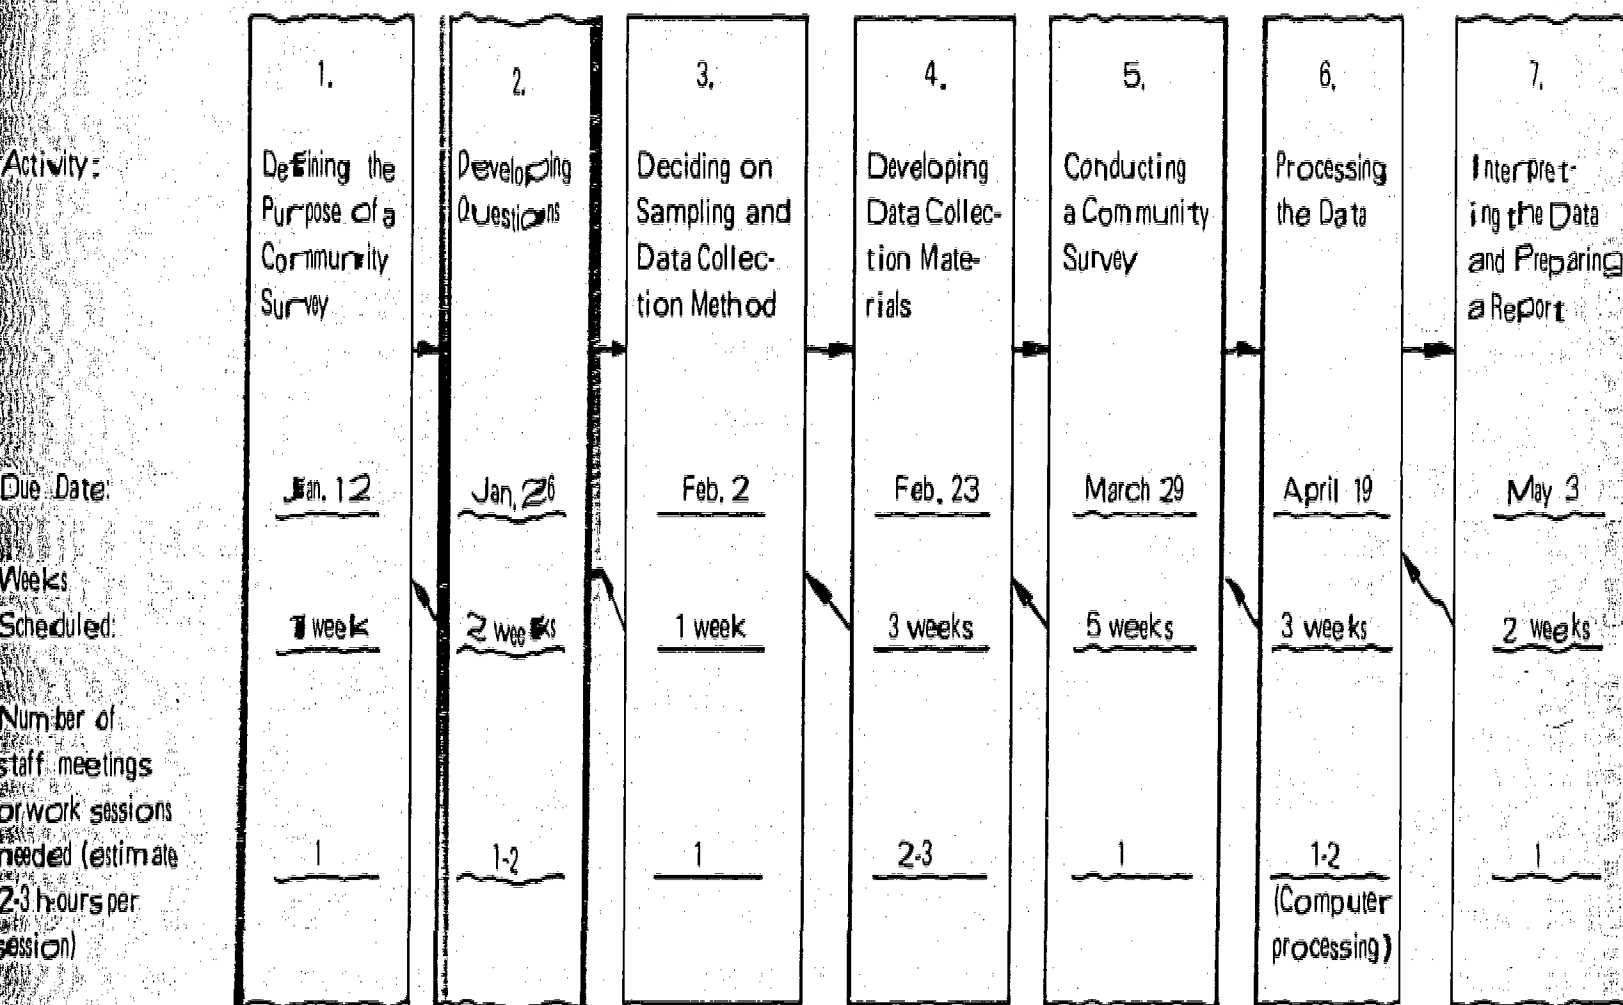 1.
2.
3.
4.
5.
6.
7.
Activity:
Defining the
Purpose of a
Community
Survey
Developing
Questions
Deciding on
Sampling and
Data Collec-
tion Method
Developing
Data Collec-
tion Mate-
rials
Conducting
a Community
Survey
Processing
the Data
Interpret-
ing the Data
and Preparing
a Report
Due Date:
Jan. 12
Jan. 26
Feb. 2
Feb. 23
March 29
April 19
May 3
Weeks
Scheduled:
1 week
2 weeks
1 week
3 weeks
5 weeks
3 weeks
2 weeks
Number of
staff meetings
or work sessions
needed (estimate
2-3 hours per
session)
1
1-2
1
2-3
1
1-2
(Computer
processing)
1